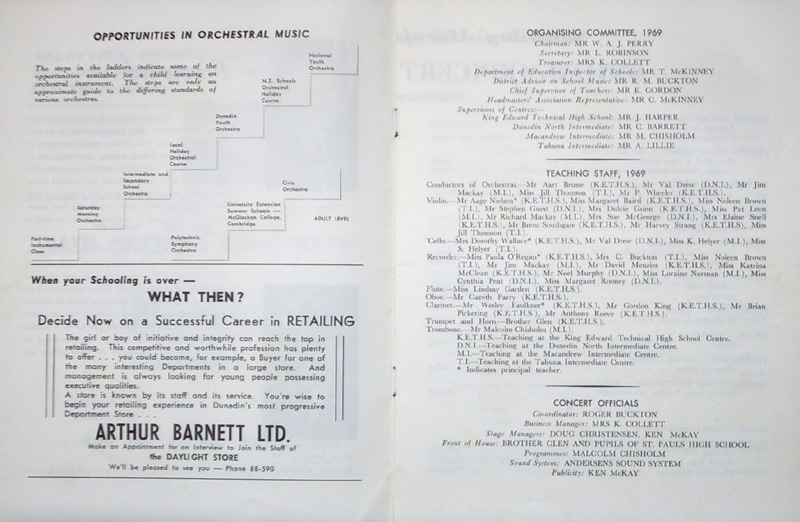 OPPORTUNITIES IN ORCHESTRAL MUSIC
The steps in the ladders indicate some of the
opportunities available for a child learning an
orchestral instrument. The steps are only an
approximate guide to the differing standards of
various orchestras.
National
Youth
Orchestra
N.Z. Schools
Orchestral
Holiday
Course
Dunedin
Youth
Orchestra
Local
Holiday
Orchestral
Course
Intermediate and
Secondary
School
Orchestra
Saturday
Morning
Orchestra
Part-time
Instrumental
Class
Civic
Orchestra
University Extension
Summer Schools —
McGlashan College,
Cambridge
ADULT LEVEL
Polytechnic
Symphony
Orchestra
When your Schooling is over —
WHAT THEN?
Decide Now on a Successful Career in RETAILING
The girl or boy of initiative and integrity can reach the top in
retailing. This competitive and worthwhile profession has plenty
to offer . . . you could become, for example, a Buyer for one of
the many interesting Departments in a large store. And
management is always looking for young people possessing
executive qualities.
A store is known by its staff and its service. You're wise to
begin your retailing experience in Dunedin's most progressive
Department Store . . .
ARTHUR BARNETT LTD.
Make an Appointment for an Interview to Join the Staff of
the DAYLIGHT STORE
We'll be pleased to see you — Phone 88-590
ORGANISING COMMITTEE, 1969
Chairman: MR W. A. J. PERRY
Secretary: MR L. ROBINSON
Treasurer: MRS K. COLLETT
Department of Education Inspector of Schools: MR T. McKINNEY
District Adviser on School Music: MR R. M. BUCKTON
Chief Supervisor of Teachers: MR E. GORDON
Headmasters' Association Representative: MR C. McKINNEY
Supervisors of Centres:—
King Edward Technical High School: MR J. HARPER
Dunedin North Intermediate: MR C. BARRETT
Macandrew Intermediate: MR M. CHISHOLM
Tahuna Intermediate: MR A. LILLIE
TEACHING STAFF, 1969
Conductors of Orchestras.—Mr Aart Brusse (K.E.T.H.S.), Mr Val Drew (D.N.I.), Mr Jim
Mackay (M.I.), Miss Jill Thomson (T.I.), Mr P. Wheeler (K.E.T.H.S.).
Violin.—Mr Aage Nielsen* (K.E.T.H.S.), Miss Margaret Baird (K.E.T.H.S.), Miss Noleen Brown
(T.I.), Mr Stephen Guest (D.N.I.), Mrs Dulcie Gunn (K.E.T.H.S.), Miss Pat Leen
(M.I.), Mr Richard Mackay (M.I.), Mrs Sue McGeorge (D.N.I.), Mrs Elaine Snell
(K.E.T.H.S.), Mr Brent Southgate (K.E.T.H.S.), Mr Harvey Strang (K.E.T.H.S.), Miss
Jill Thomson (T.I.).
'Cello.—Mrs Dorothy Wallace* (K.E.T.H.S.), Mr Val Drew (D.N.I.), Miss K. Helyer (M.I.), Miss
S. Helyer (T.I.).
Recorder.—Miss Paula O'Regan* (K.E.T.H.S.), Mrs C. Buckton (T.I.), Miss Noleen Brown
(T.I.), Mr Jim Mackay (M.I.), Mr David Menzies (K.E.T.H.S.), Miss Katrina
McClean (K.E.T.H.S.), Mr Noel Murphy (D.N.I.), Miss Loraine Norman (M.I.), Miss
Cynthia Peat (D.N.I.), Miss Margaret Rooney (D.N.I.).
Flute.—Miss Lindsay Garden (K.E.T.H.S.).
Oboe.—Mr Gareth Parry (K.E.T.H.S.).
Clarinet.—Mr Wesley Faulkner* (K.E.T.H.S.), Mr Gordon King (K.E.T.H.S.), Mr Brian
Pickering (K.E.T.H.S.), Mr Anthony Reeve (K.E.T.H.S.).
Trumpet and Horn.—Brother Glen (K.E.T.H.S.).
Trombone.—Mr Malcolm Chisholm (M.I.).
K.E.T.H.S.—Teaching at the King Edward Technical High School Centre.
D.N.I.—Teaching at the Dunedin North Intermediate Centre.
M.I.—Teaching at the Macandrew Intermediate Centre.
T.I.—Teaching at the Tahuna Intermediate Centre.
* Indicates principal teacher.
CONCERT OFFICIALS
Co-ordinator: ROGER BUCKTON
Business Manager: MRS K. COLLETT
Stage Managers: DOUG CHRISTENSEN, KEN McKAY
Front of House: BROTHER GLEN AND PUPILS OF ST. PAULS HIGH SCHOOL
Programmes: MALCOLM CHISHOLM
Sound System: ANDERSENS SOUND SYSTEM
Publicity: KEN McKAY